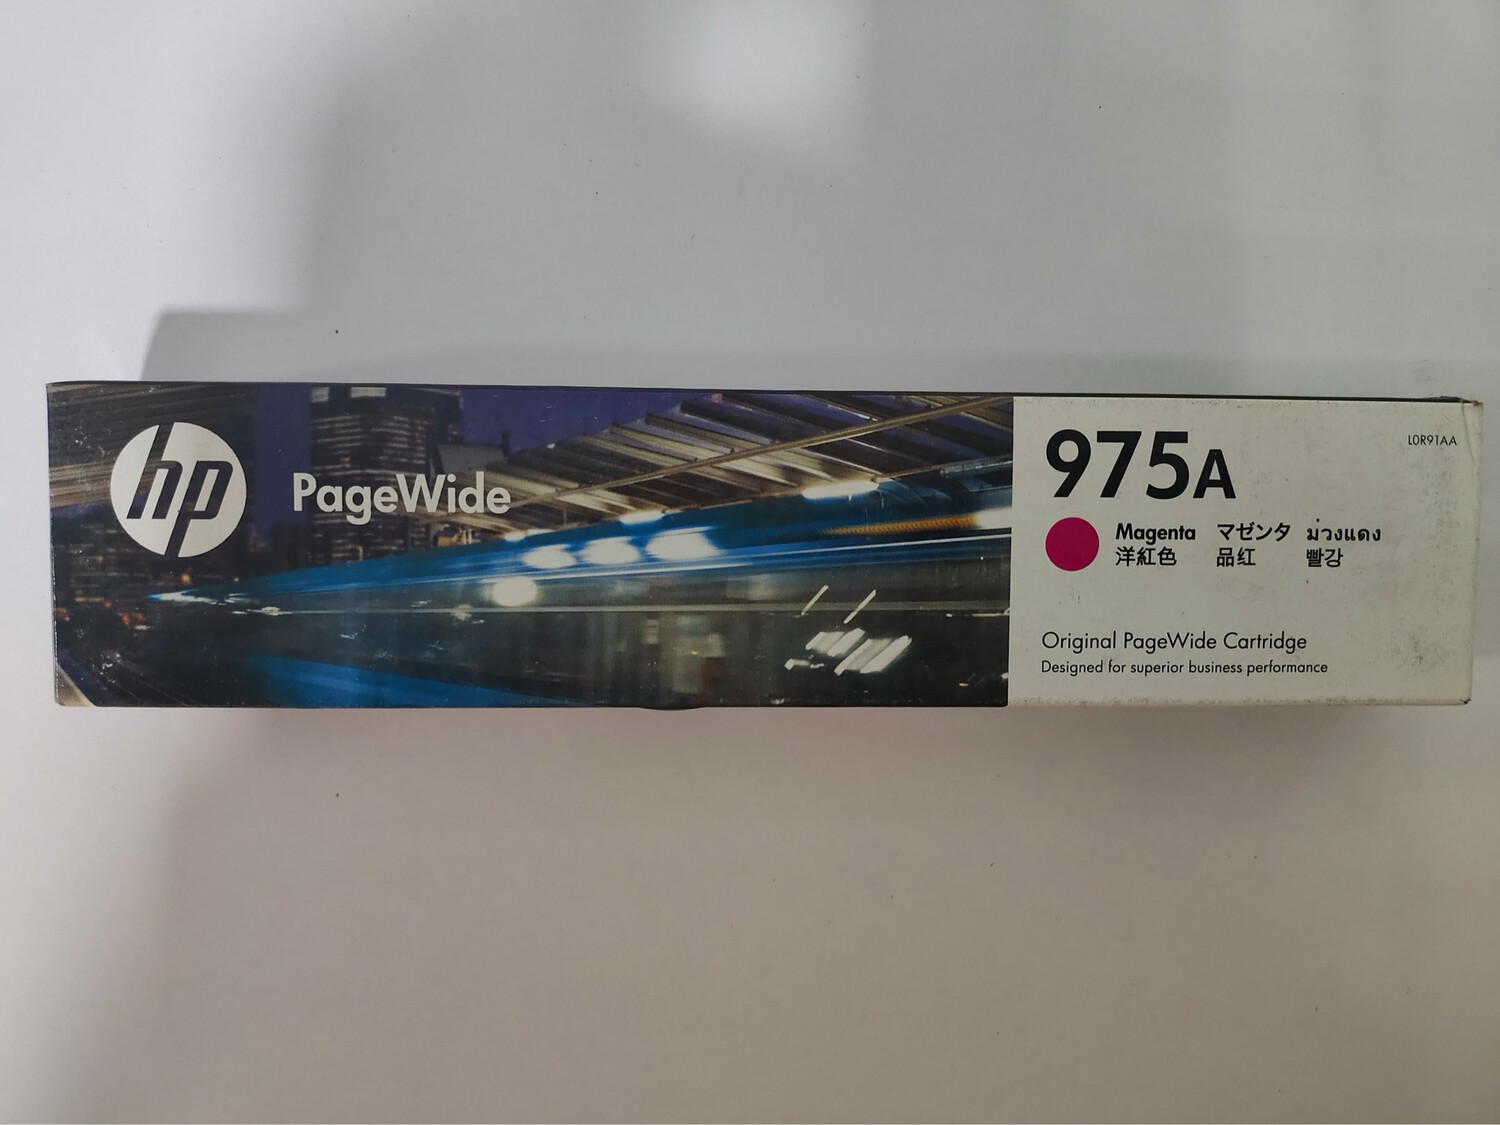 hp
PageWide
975A
L0R91AA
Magenta マゼンタ ม่วงแดง
洋紅色 品红 빨강
Original PageWide Cartridge
Designed for superior business performance